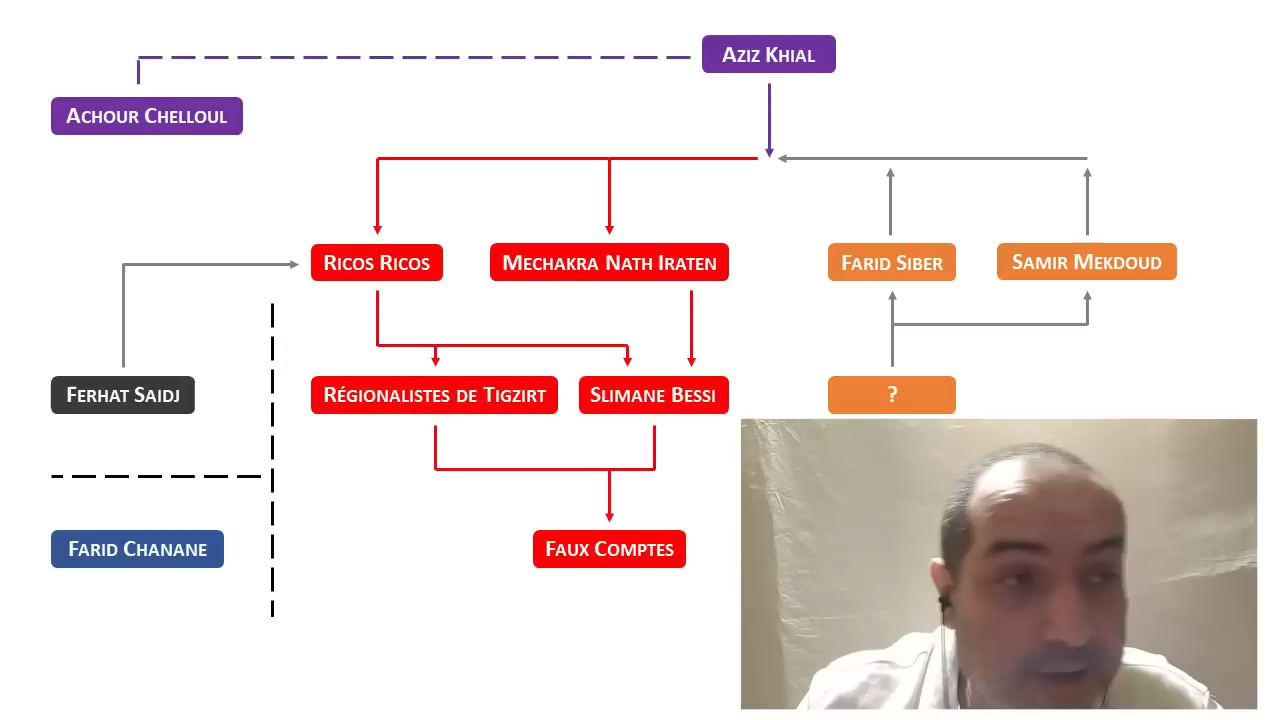 Aziz Khial
Achour Chelloul
Ricos Ricos
Mechakra Nath Iraten
Farid Siber
Samir Mekdoud
Ferhat Saidj
Régionalistes de Tigzirt
Slimane Bessi
?
Farid Chanane
Faux Comptes